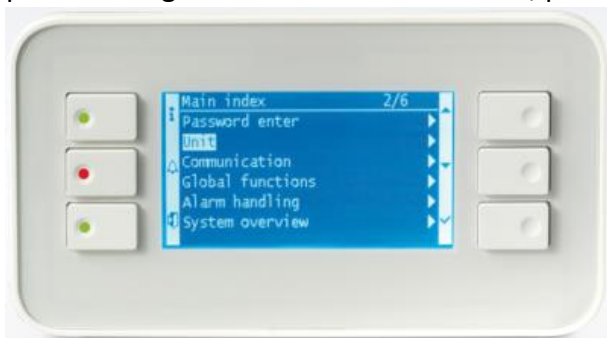 Main index 2/6
Password enter
Unit
Communication
Global functions
Alarm handling
System overview